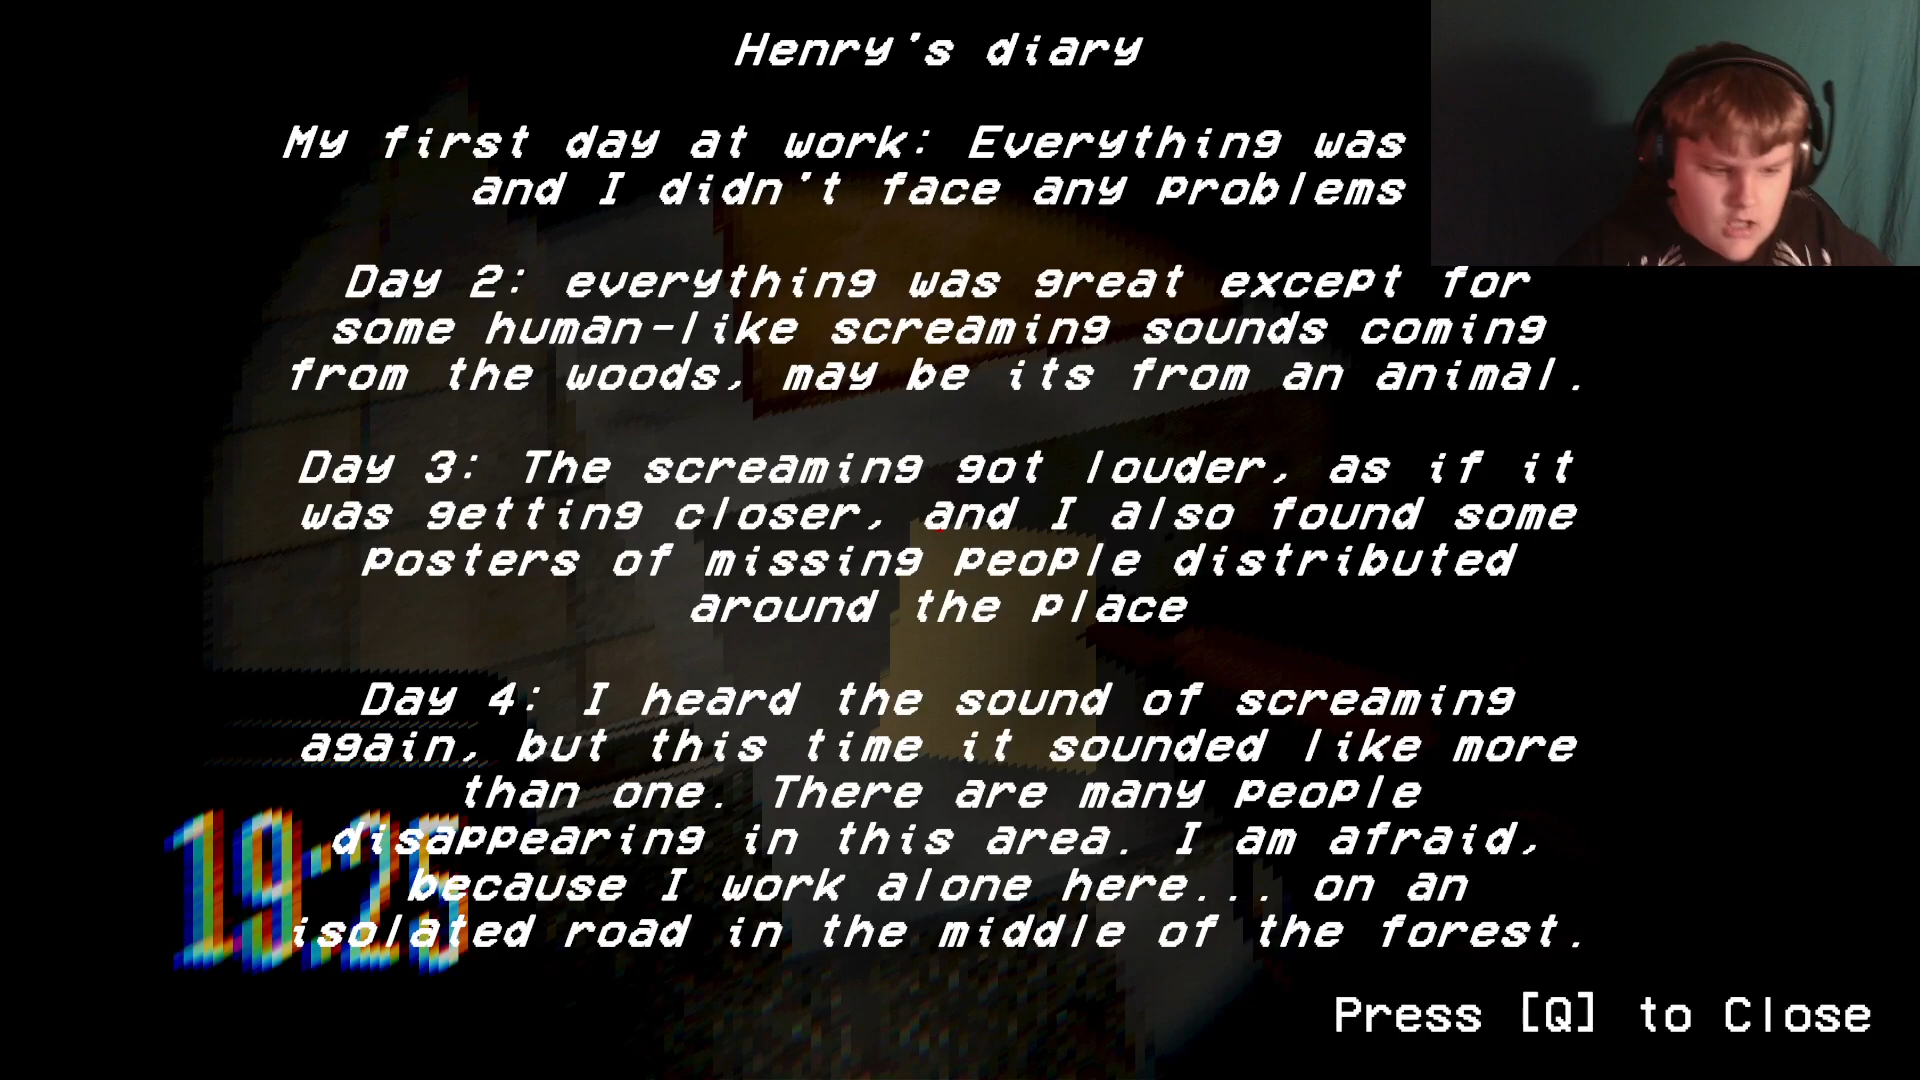 Henry's diary
My first day at work: Everything was
and I didn't face any problems
Day 2: everything was great except for
some human-like screaming sounds coming
from the woods, may be its from an animal.
Day 3: The screaming got louder, as if it
was getting closer, and I also found some
posters of missing people distributed
around the place
Day 4: I heard the sound of screaming
again, but this time it sounded like more
than one. There are many people
disappearing in this area. I am afraid,
because I work alone here... on an
isolated road in the middle of the forest.
19:25
Press [Q] to Close